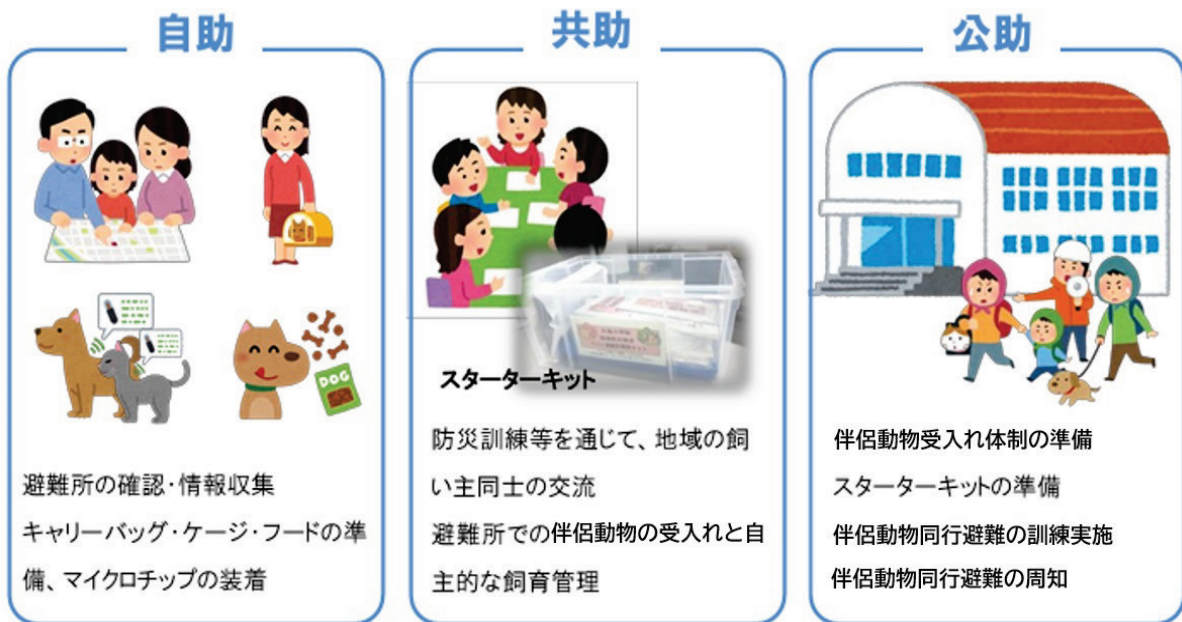 自助
DOG
避難所の確認・情報収集
キャリーバッグ・ケージ・フードの準
備、マイクロチップの装着
共助
スターターキット
防災訓練等を通じて、地域の飼
い主同士の交流
避難所での伴侶動物の受入れと自
主的な飼育管理
公助
伴侶動物受入れ体制の準備
スターターキットの準備
伴侶動物同行避難の訓練実施
伴侶動物同行避難の周知